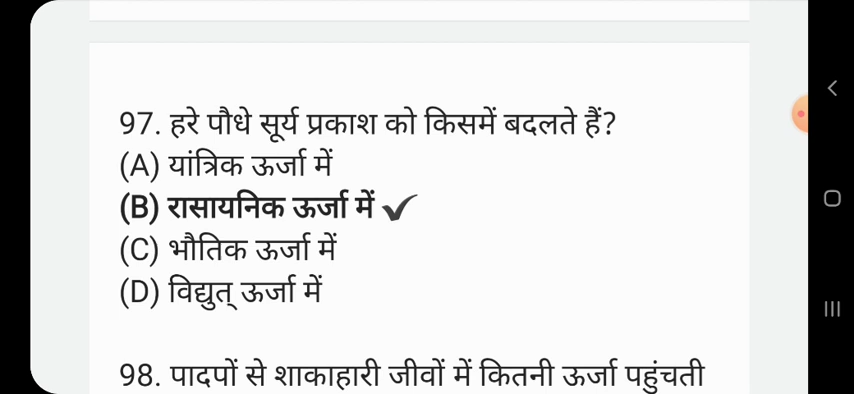 97. हरे पौधे सूर्य प्रकाश को किसमें बदलते हैं?
(A) यांत्रिक ऊर्जा में
(B) रासायनिक ऊर्जा में ✔
(C) भौतिक ऊर्जा में
(D) विद्युत् ऊर्जा में
98. पादपों से शाकाहारी जीवों में कितनी ऊर्जा पहुंचती